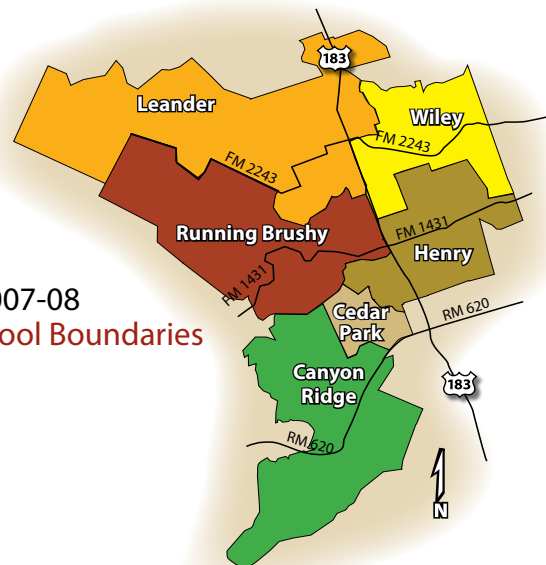 183
Leander
Wiley
FM 2243
FM 2243
Running Brushy
FM 1431
Henry
FM 1431
007-08
ool Boundaries
Cedar
Park
RM 620
Canyon
Ridge
183
RM 620
N